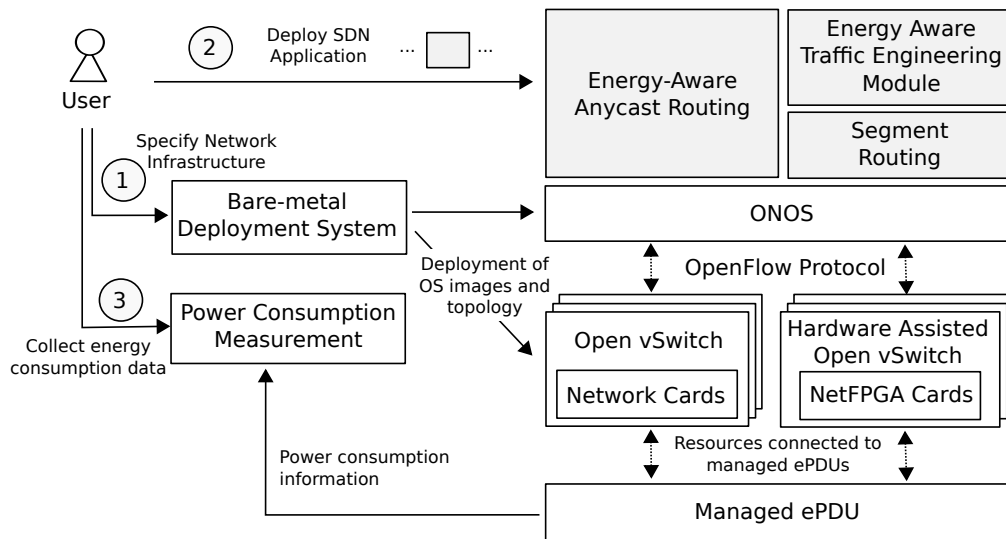 User
2
Deploy SDN
Application
...
...
Energy-Aware
Anycast Routing
Energy Aware
Traffic Engineering
Module
Segment
Routing
Specify Network
Infrastructure
1
Bare-metal
Deployment System
ONOS
Deployment of
OS images and
topology
OpenFlow Protocol
3
Collect energy
consumption data
Power Consumption
Measurement
Open vSwitch
Network Cards
Hardware Assisted
Open vSwitch
NetFPGA Cards
Power consumption
information
Resources connected to
managed ePDUs
Managed ePDU